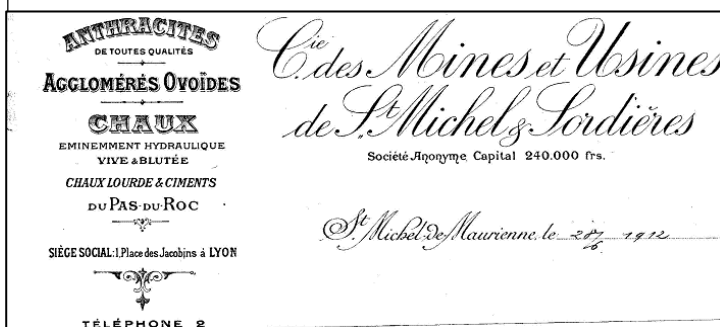 ANTHRACITES
DE TOUTES QUALITÉS
AGGLOMÉRÉS OVOÏDES
CHAUX
EMINEMMENT HYDRAULIQUE
VIVE & BLUTÉE
CHAUX LOURDE & CIMENTS
DU PAS-DU-ROC
SIÈGE SOCIAL: 1, Place des Jacobins à LYON
TÉLÉPHONE 2
Cie des Mines et Usines
de St. Michel & Sordières
Société Anonyme, Capital 240.000 frs.
St Michel-de-Maurienne, le 28/6 1912